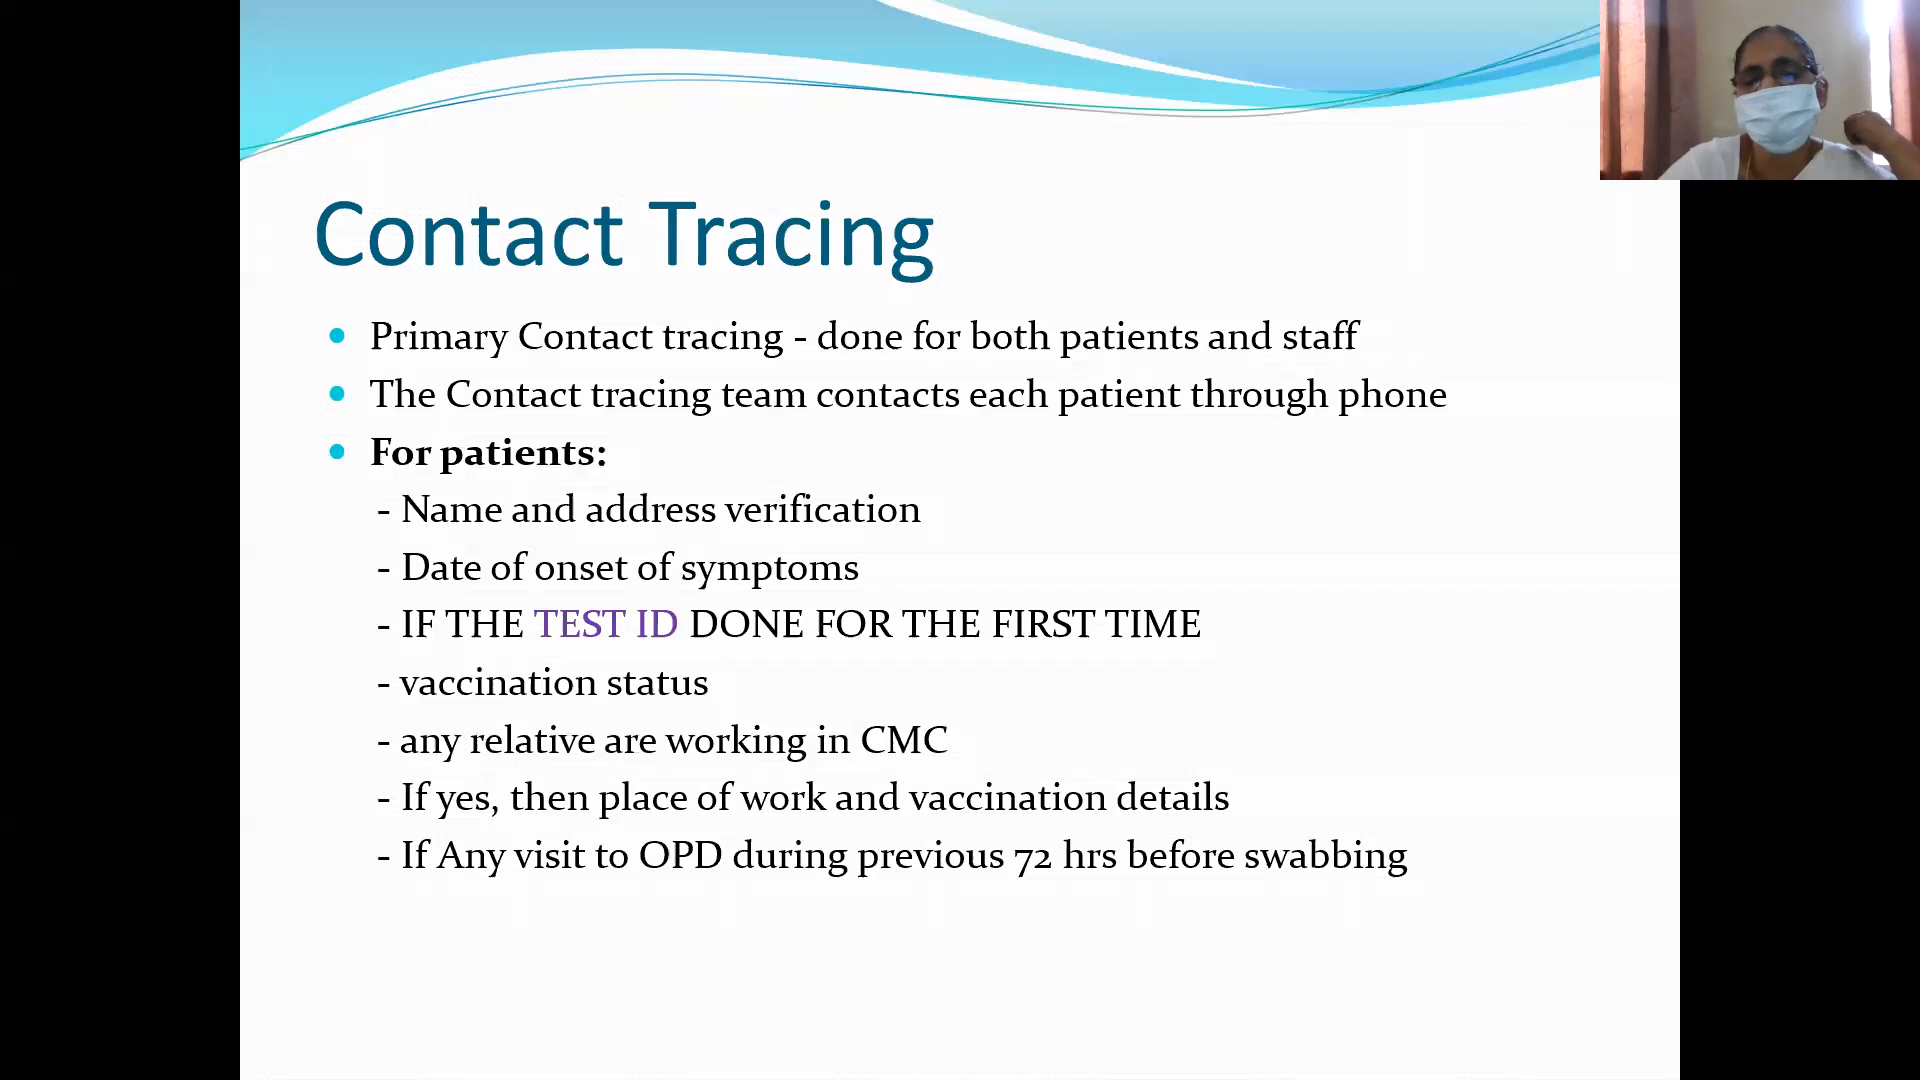 Contact Tracing
Primary Contact tracing - done for both patients and staff
The Contact tracing team contacts each patient through phone
For patients:
- Name and address verification
- Date of onset of symptoms
- IF THE TEST ID DONE FOR THE FIRST TIME
- vaccination status
- any relative are working in CMC
- If yes, then place of work and vaccination details
- If Any visit to OPD during previous 72 hrs before swabbing